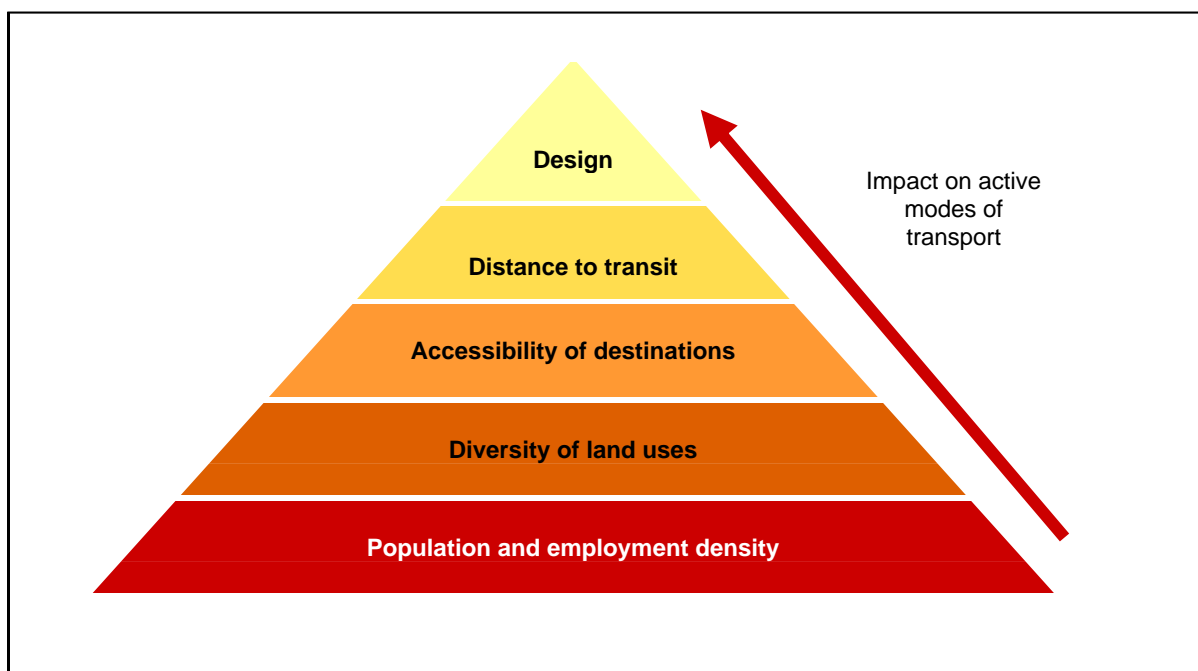 Design
Distance to transit
Accessibility of destinations
Diversity of land uses
Population and employment density
Impact on active
modes of
transport